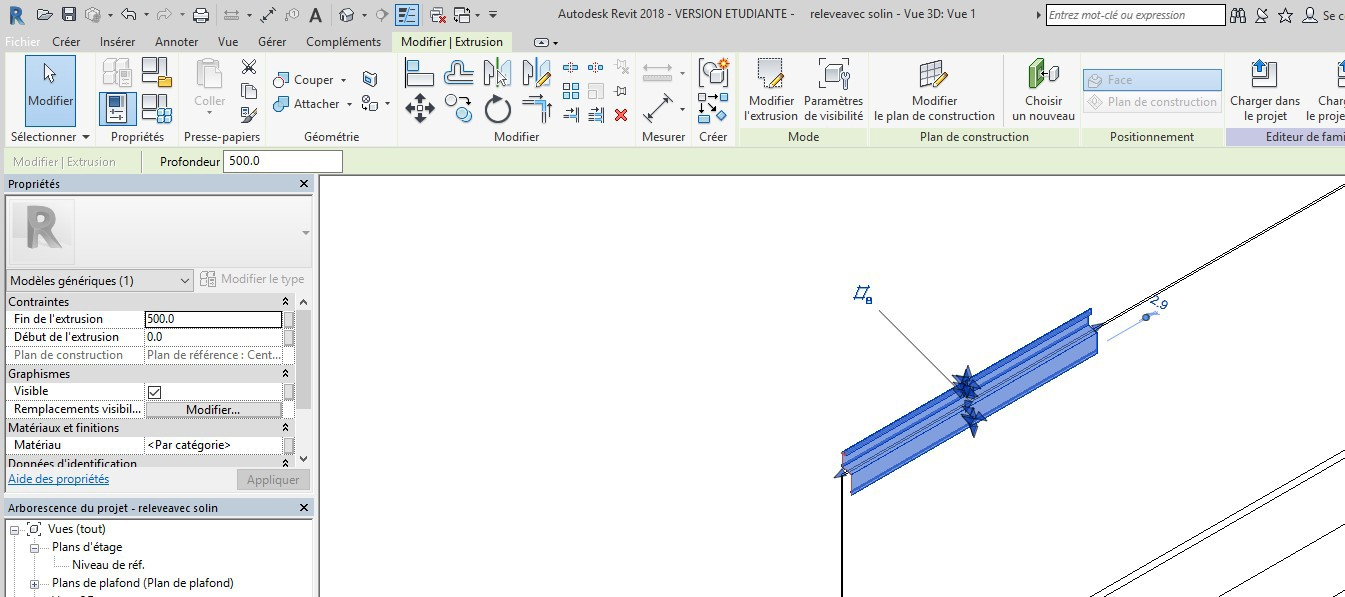 Autodesk Revit 2018 - VERSION ETUDIANTE - releveavec solin - Vue 3D: Vue 1
Entrez mot-clé ou expression
Se c
Fichier Créer Insérer Annoter Vue Gérer Compléments Modifier | Extrusion
Modifier
Coller
Couper
Attacher
Modifier l'extrusion
Paramètres de visibilité
Modifier le plan de construction
Choisir un nouveau
Face
Plan de construction
Charger dans le projet
Charg
le proje
Sélectionner Propriétés Presse-papiers Géométrie Modifier Mesurer Créer Mode Plan de construction Positionnement Editeur de fami
Modifier | Extrusion Profondeur 500.0
Propriétés
R
Modèles génériques (1) Modifier le type
Contraintes
Fin de l'extrusion 500.0
Début de l'extrusion 0.0
Plan de construction Plan de référence : Cent...
Graphismes
Visible
Remplacements visibil... Modifier...
Matériaux et finitions
Matériau <Par catégorie>
Données d'identification
Aide des propriétés Appliquer
Arborescence du projet - releveavec solin
Vues (tout)
Plans d'étage
Niveau de réf.
Plans de plafond (Plan de plafond)
2.9